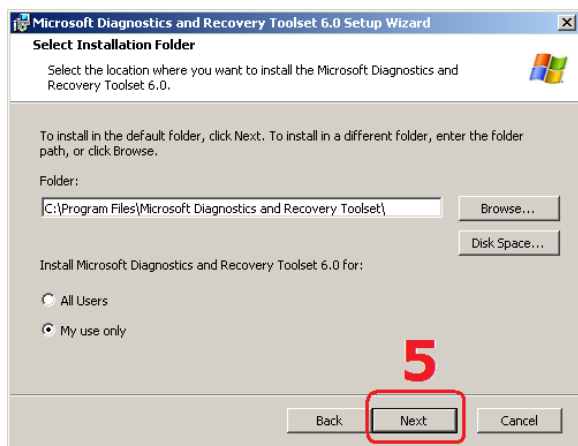 Microsoft Diagnostics and Recovery Toolset 6.0 Setup Wizard
Select Installation Folder
Select the location where you want to install the Microsoft Diagnostics and
Recovery Toolset 6.0.
To install in the default folder, click Next. To install in a different folder, enter the folder
path, or click Browse.
Folder:
C:\Program Files\Microsoft Diagnostics and Recovery Toolset\
Browse...
Disk Space...
Install Microsoft Diagnostics and Recovery Toolset 6.0 for:
All Users
My use only
5
Back Next Cancel